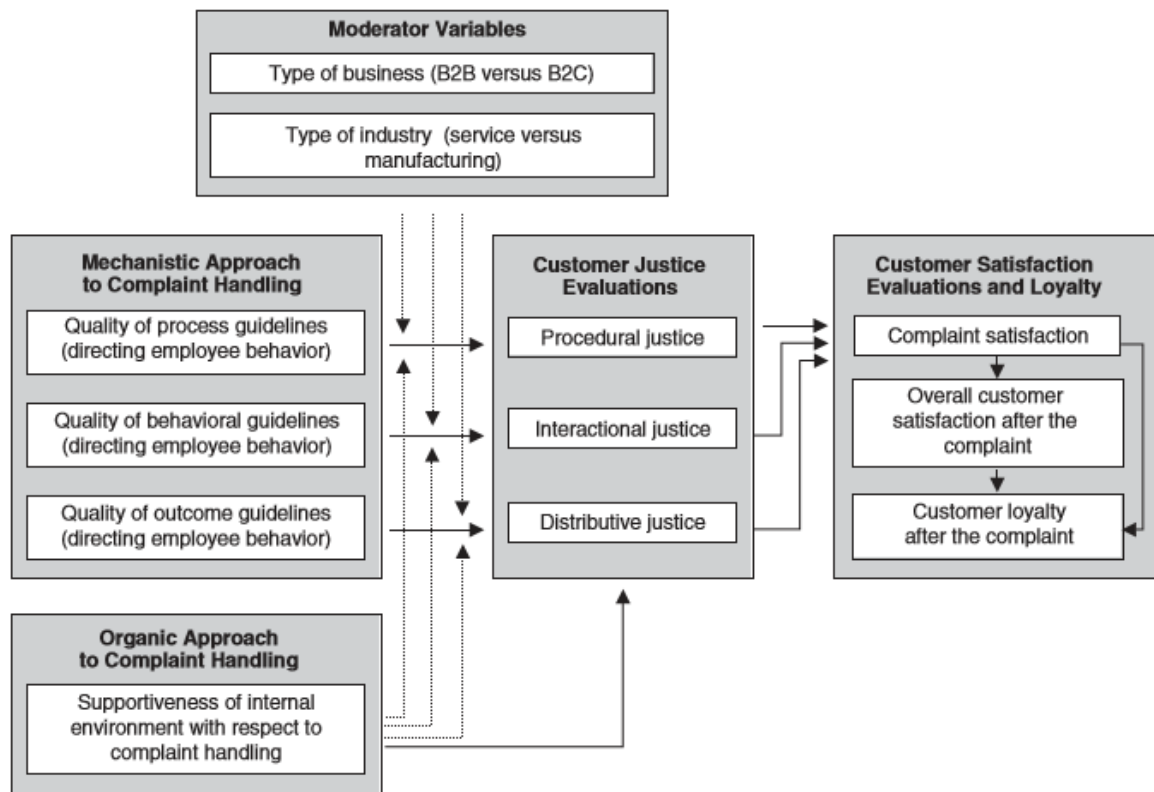 Moderator Variables
Type of business (B2B versus B2C)
Type of industry (service versus
manufacturing)
Mechanistic Approach
to Complaint Handling
Quality of process guidelines
(directing employee behavior)
Quality of behavioral guidelines
(directing employee behavior)
Quality of outcome guidelines
(directing employee behavior)
Customer Justice
Evaluations
Procedural justice
Interactional justice
Distributive justice
Customer Satisfaction
Evaluations and Loyalty
Complaint satisfaction
Overall customer
satisfaction after the
complaint
Customer loyalty
after the complaint
Organic Approach
to Complaint Handling
Supportiveness of internal
environment with respect to
complaint handling